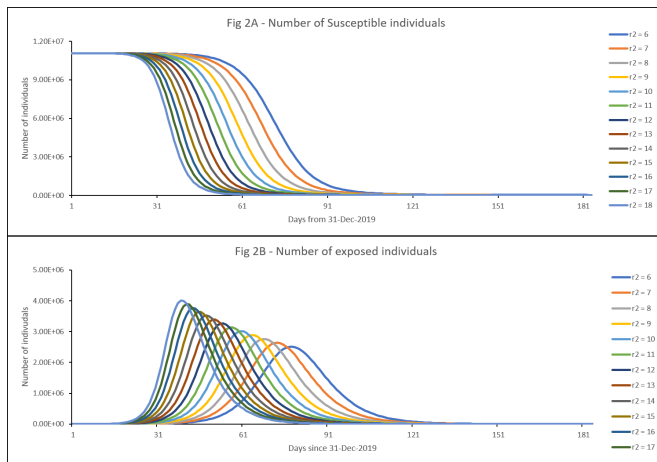 Fig 2A - Number of Susceptible individuals
Number of individuals
1.20E+07
9.00E+06
6.00E+06
3.00E+06
0.00E+00
1
31
61
91
121
151
181
Days from 31-Dec-2019
r2 = 6
r2 = 7
r2 = 8
r2 = 9
r2 = 10
r2 = 11
r2 = 12
r2 = 13
r2 = 14
r2 = 15
r2 = 16
r2 = 17
r2 = 18
Fig 2B - Number of exposed individuals
Number of indivudals
5.00E+06
4.00E+06
3.00E+06
2.00E+06
1.00E+06
0.00E+00
1
31
61
91
121
151
181
Days since 31-Dec-2019
r2 = 6
r2 = 7
r2 = 8
r2 = 9
r2 = 10
r2 = 11
r2 = 12
r2 = 13
r2 = 14
r2 = 15
r2 = 16
r2 = 17